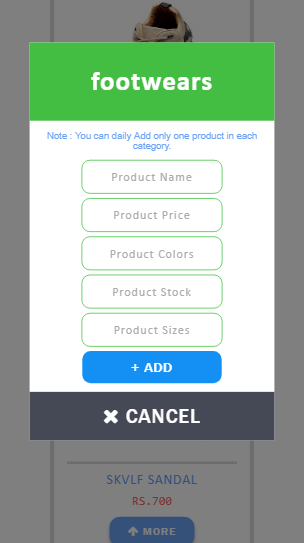 footwears
Note : You can daily Add only one product in each
category.
Product Name
Product Price
Product Colors
Product Stock
Product Sizes
+ ADD
✖ CANCEL
SKVLF SANDAL
RS.700
MORE